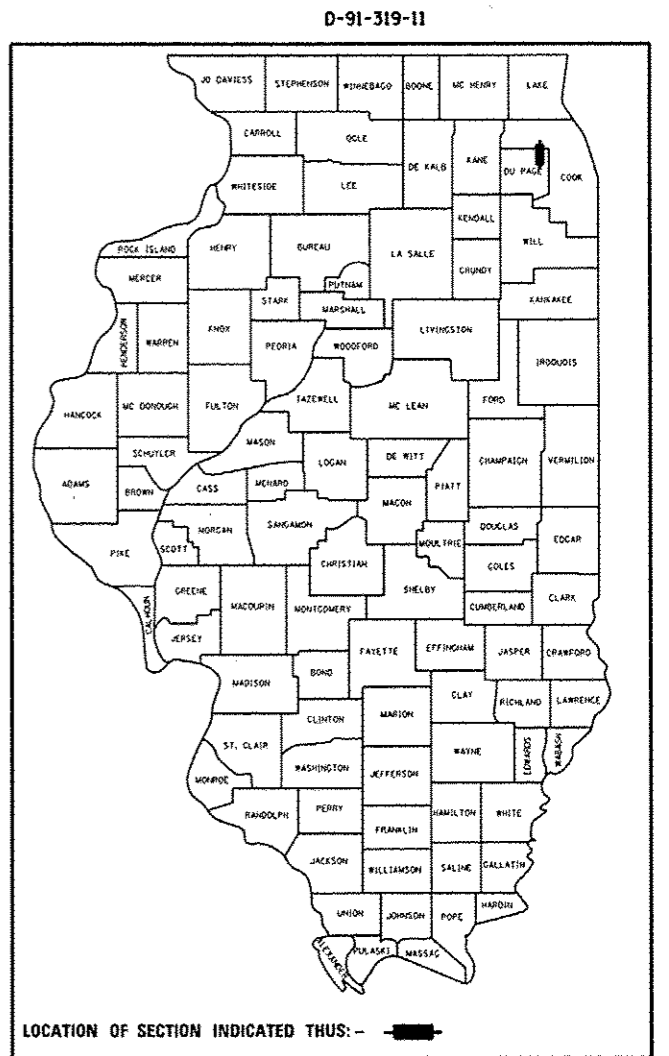 D-91-319-11
JO DAVIESS STEPHENSON WINNEBAGO BOONE MC HENRY LAKE
CARROLL OGLE DE KALB KANE DU PAGE COOK
WHITESIDE LEE
KENDALL
ROCK ISLAND HENRY BUREAU LA SALLE GRUNDY WILL
MERCER PUTNAM
STARK MARSHALL KANKAKEE
HENDERSON WARREN KNOX PEORIA WOODFORD LIVINGSTON IROQUOIS
HANCOCK MC DONOUGH FULTON TAZEWELL MC LEAN FORD
MASON
SCHUYLER LOGAN DE WITT CHAMPAIGN VERMILION
ADAMS BROWN CASS MENARD MACON PIATT
MORGAN SANGAMON DOUGLAS EDGAR
PIKE SCOTT CHRISTIAN MOULTRIE COLES
GREENE MACOUPIN MONTGOMERY SHELBY CUMBERLAND CLARK
CALHOUN JERSEY
FAYETTE EFFINGHAM JASPER CRAWFORD
MADISON BOND
CLINTON MARION CLAY RICHLAND LAWRENCE
ST. CLAIR WAYNE EDWARDS WABASH
WASHINGTON JEFFERSON
MONROE
RANDOLPH PERRY HAMILTON WHITE
FRANKLIN
JACKSON WILLIAMSON SALINE GALLATIN
UNION JOHNSON POPE HARDIN
ALEXANDER PULASKI MASSAC
LOCATION OF SECTION INDICATED THUS: -